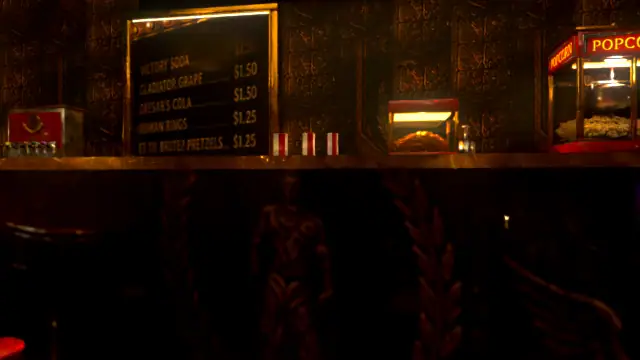 VICTORY SODA $1.50
GLADIATOR GRAPE $1.50
CAESAR'S COLA $1.25
ROMAN RINGS $1.25
ET TU BRUTE? PRETZELS $1.25
POPCO